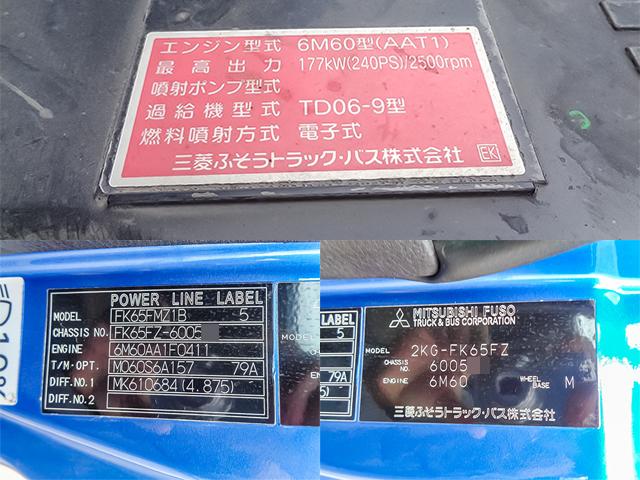 エンジン型式 6M60型(AAT1)
最高出力 177kW(240PS)/2500rpm
噴射ポンプ型式
過給機型式 TD06-9型
燃料噴射方式 電子式
三菱ふそうトラック・バス株式会社 EK
POWER LINE LABEL
MODEL FK65FMZ1B 5
CHASSIS NO. FK65FZ-6005
ENGINE 6M60AA1F0411
T/M・OPT. M060S6A157 79A
DIFF.NO.1 MK610684(4.875)
DIFF.NO.2
MODEL
MITSUBISHI FUSO
TRUCK & BUS CORPORATION
MODEL 2KG-FK65FZ
CHASSIS NO. 6005
ENGINE 6M60 WHEEL BASE M
三菱ふそうトラック・バス株式会社
5
79A